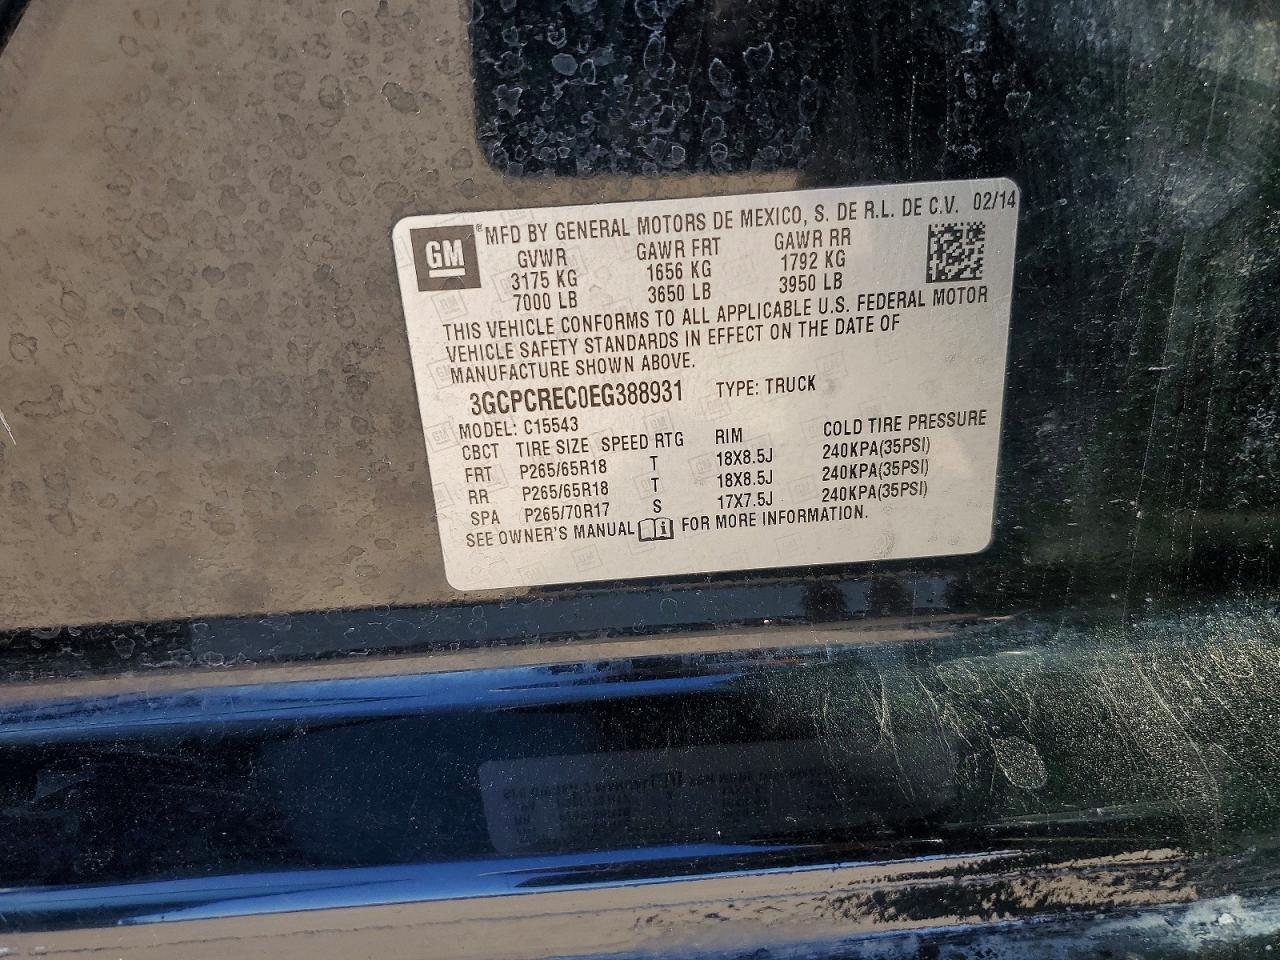 GM ® MFD BY GENERAL MOTORS DE MEXICO, S. DE R.L. DE C.V. 02/14
GVWR GAWR FRT GAWR RR
3175 KG 1656 KG 1792 KG
7000 LB 3650 LB 3950 LB
THIS VEHICLE CONFORMS TO ALL APPLICABLE U.S. FEDERAL MOTOR
VEHICLE SAFETY STANDARDS IN EFFECT ON THE DATE OF
MANUFACTURE SHOWN ABOVE.
3GCPCREC0EG388931 TYPE: TRUCK
MODEL: C15543
CBCT TIRE SIZE SPEED RTG RIM COLD TIRE PRESSURE
FRT P265/65R18 T 18X8.5J 240KPA(35PSI)
RR P265/65R18 T 18X8.5J 240KPA(35PSI)
SPA P265/70R17 S 17X7.5J 240KPA(35PSI)
SEE OWNER'S MANUAL FOR MORE INFORMATION.